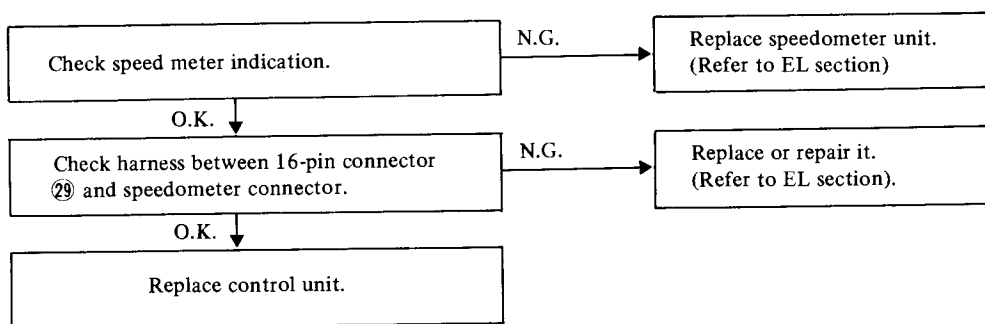 Check speed meter indication.
N.G.
Replace speedometer unit.
(Refer to EL section)
O.K.
Check harness between 16-pin connector
㉙ and speedometer connector.
N.G.
Replace or repair it.
(Refer to EL section).
O.K.
Replace control unit.